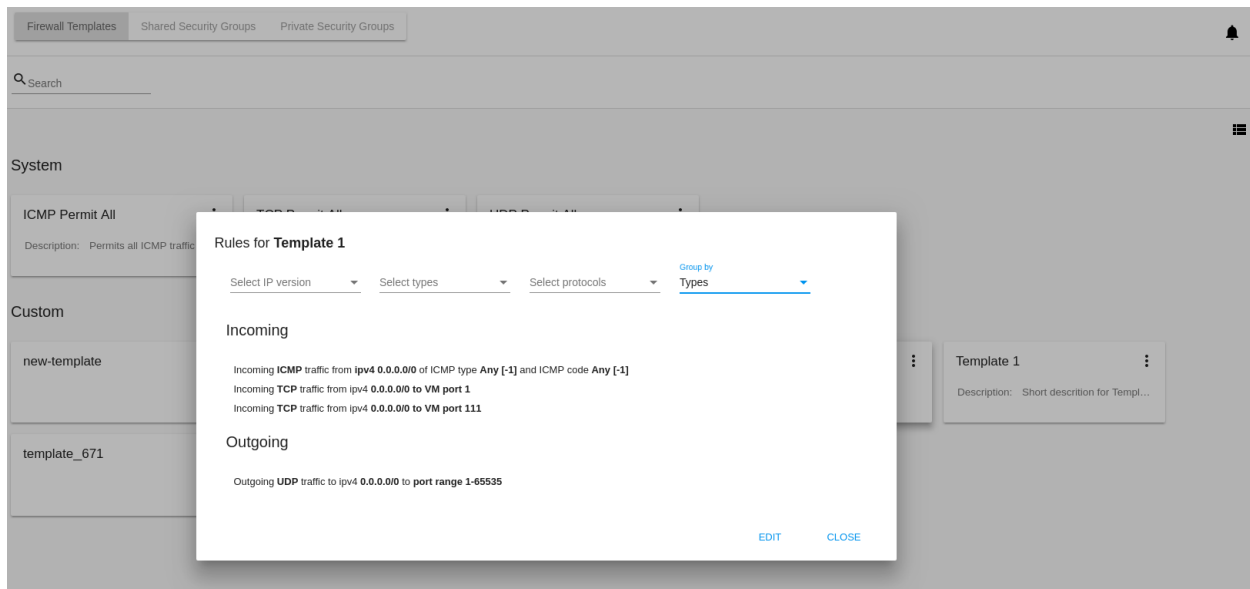 Firewall Templates Shared Security Groups Private Security Groups
Search
System
ICMP Permit All
Description: Permits all ICMP traffic
Rules for Template 1
Group by
Select IP version Select types Select protocols Types
Custom
Incoming
new-template Template 1
Incoming ICMP traffic from ipv4 0.0.0.0/0 of ICMP type Any [-1] and ICMP code Any [-1]
Incoming TCP traffic from ipv4 0.0.0.0/0 to VM port 1
Description: Short descrition for Templ...
Incoming TCP traffic from ipv4 0.0.0.0/0 to VM port 111
Outgoing
template_671
Outgoing UDP traffic to ipv4 0.0.0.0/0 to port range 1-65535
EDIT CLOSE